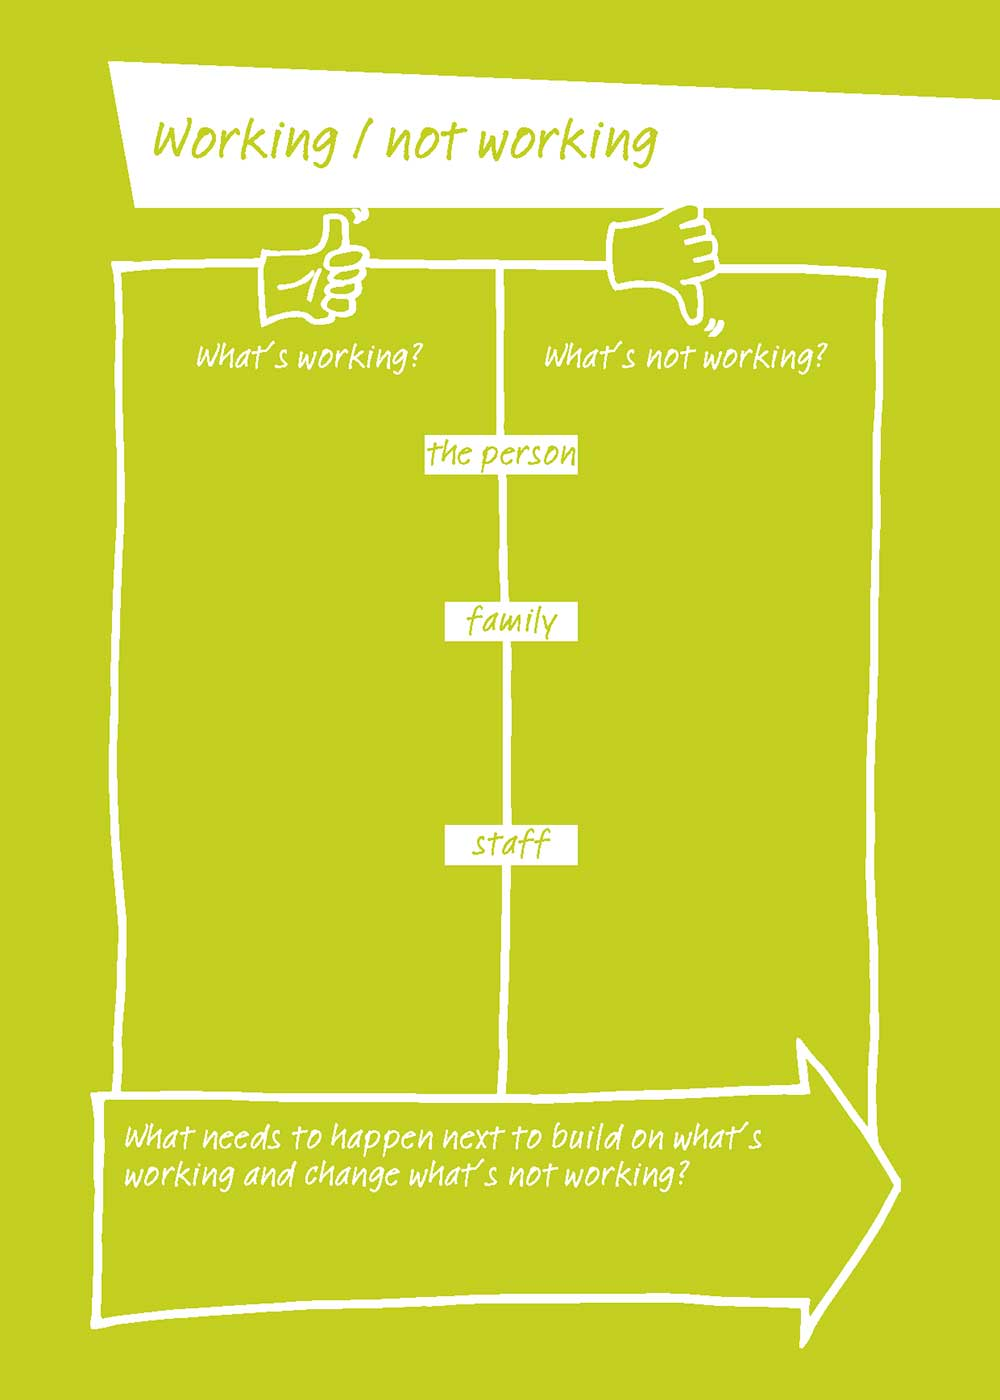 Working / not working
What's working?
What's not working?
the person
family
staff
What needs to happen next to build on what's
working and change what's not working?